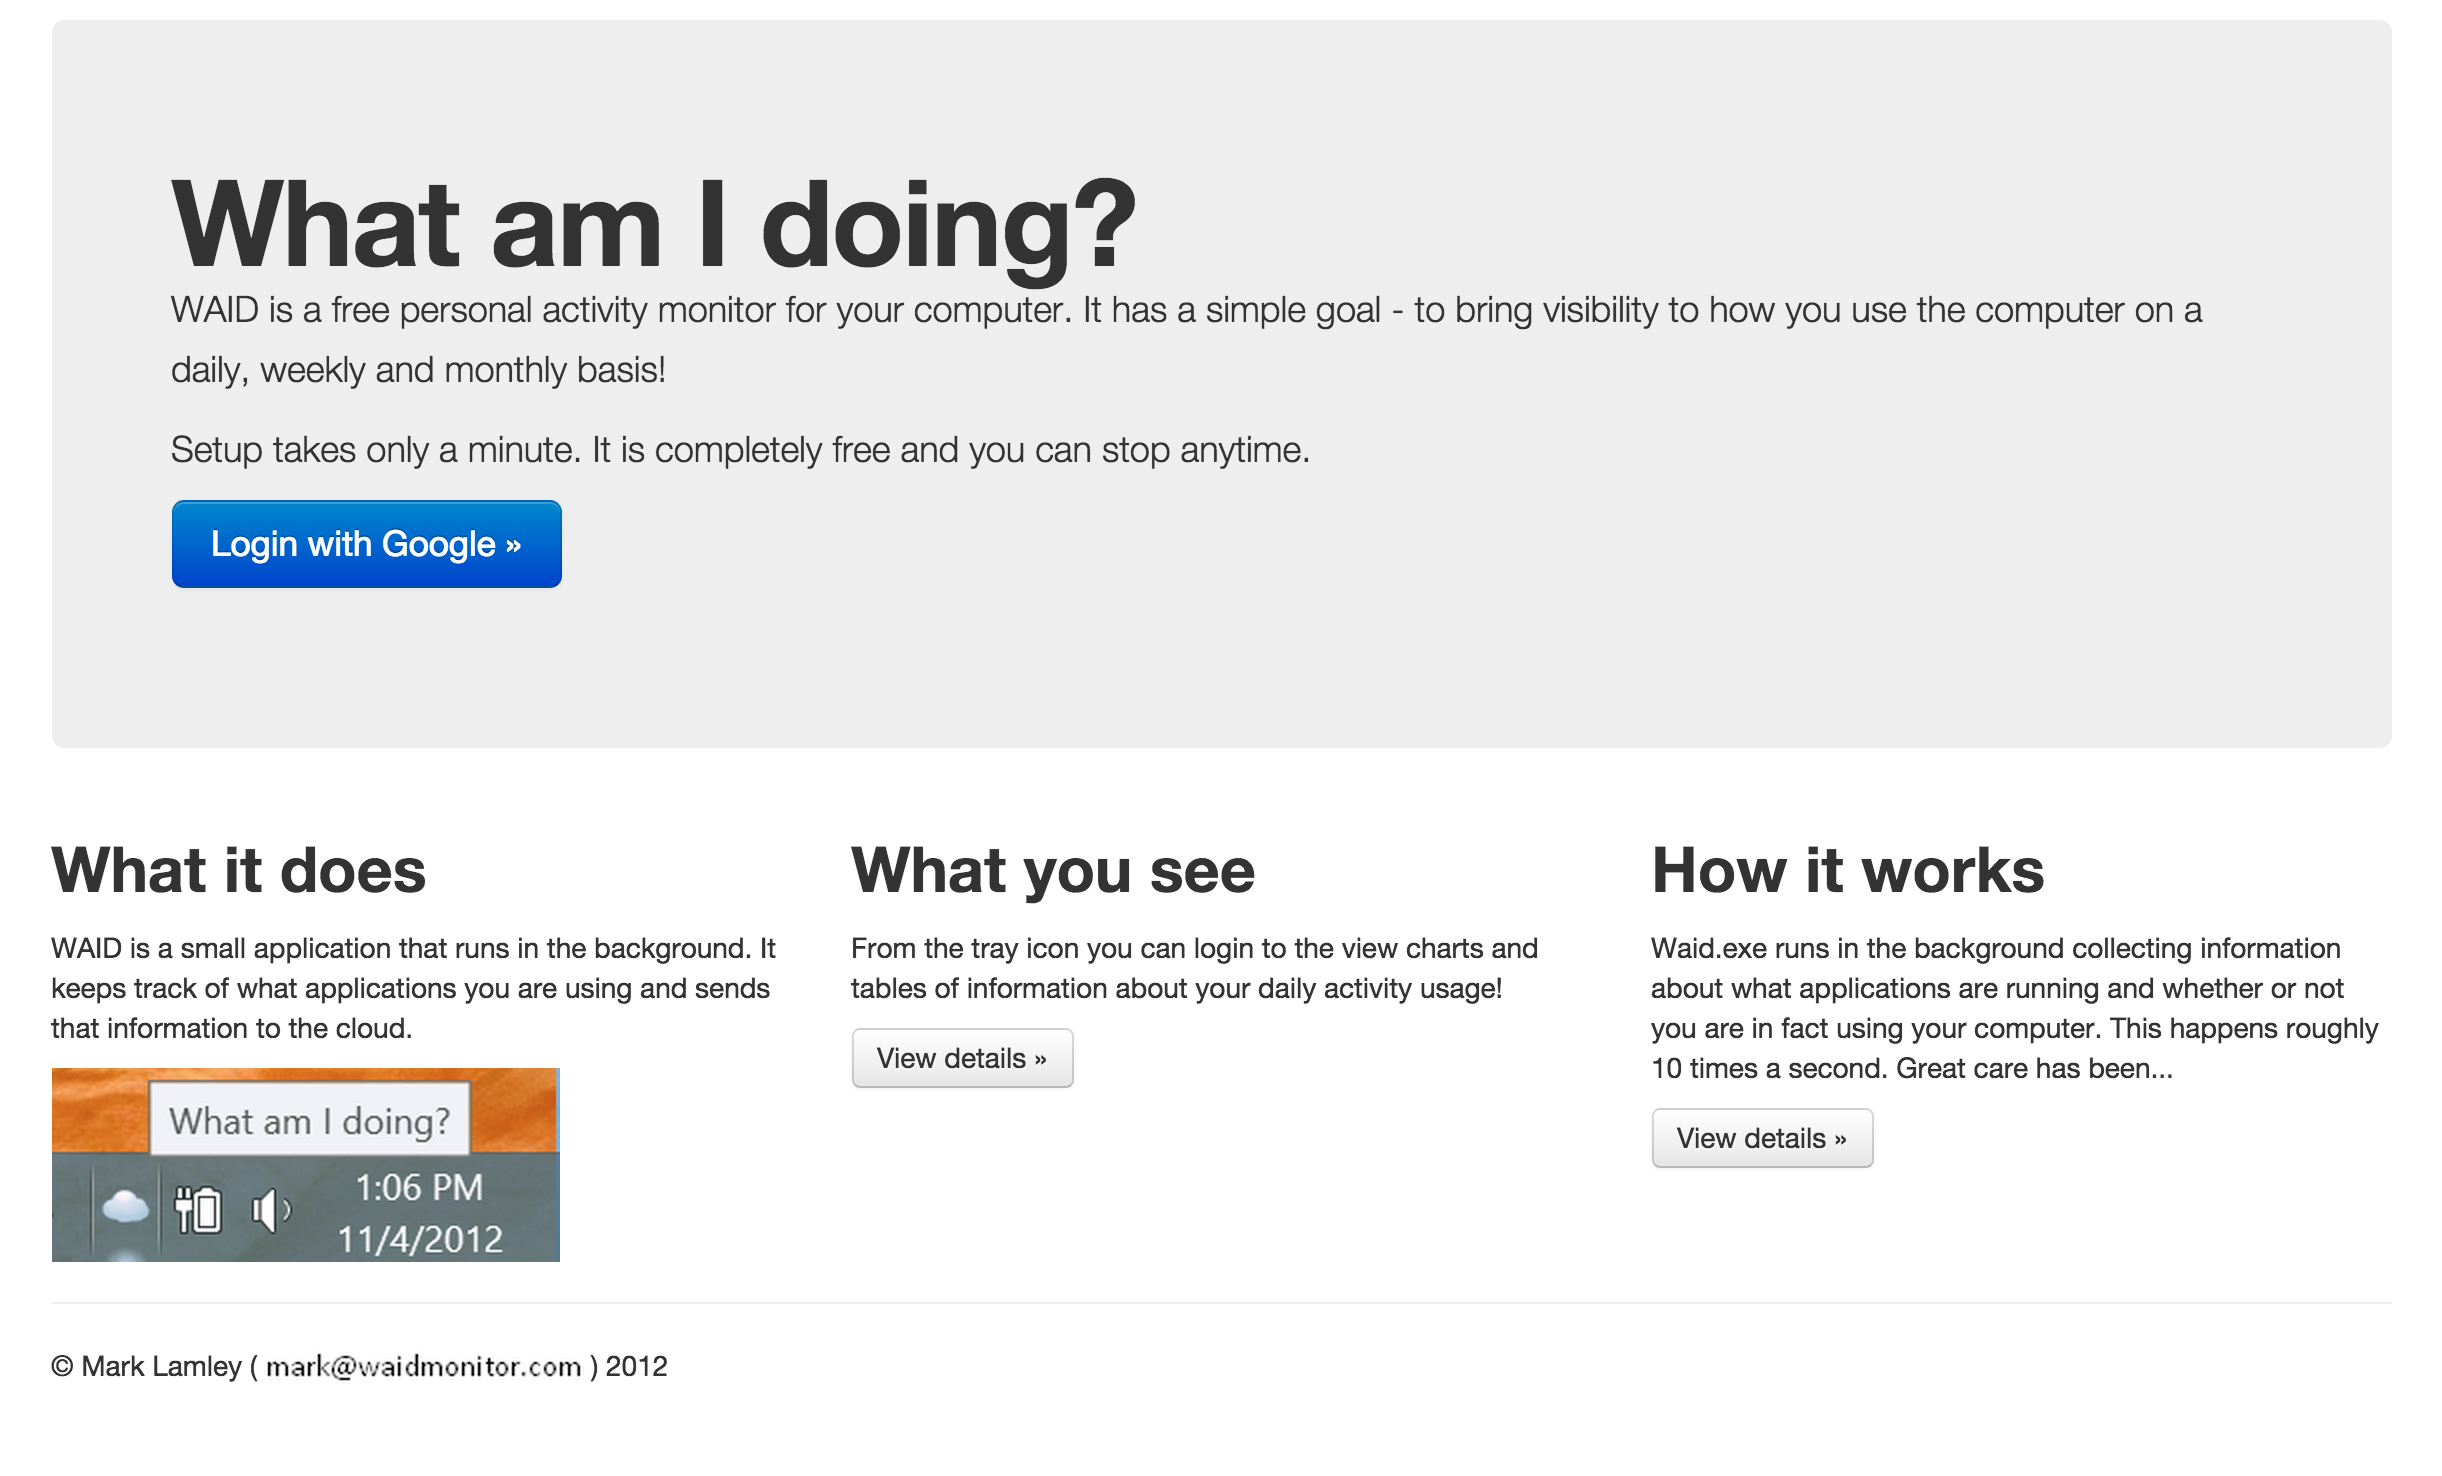 What am I doing?
WAID is a free personal activity monitor for your computer. It has a simple goal - to bring visibility to how you use the computer on a
daily, weekly and monthly basis!
Setup takes only a minute. It is completely free and you can stop anytime.
Login with Google »
What it does
WAID is a small application that runs in the background. It
keeps track of what applications you are using and sends
that information to the cloud.
What am I doing?
1:06 PM
11/4/2012
What you see
From the tray icon you can login to the view charts and
tables of information about your daily activity usage!
View details »
How it works
Waid.exe runs in the background collecting information
about what applications are running and whether or not
you are in fact using your computer. This happens roughly
10 times a second. Great care has been...
View details »
© Mark Lamley ( mark@waidmonitor.com ) 2012